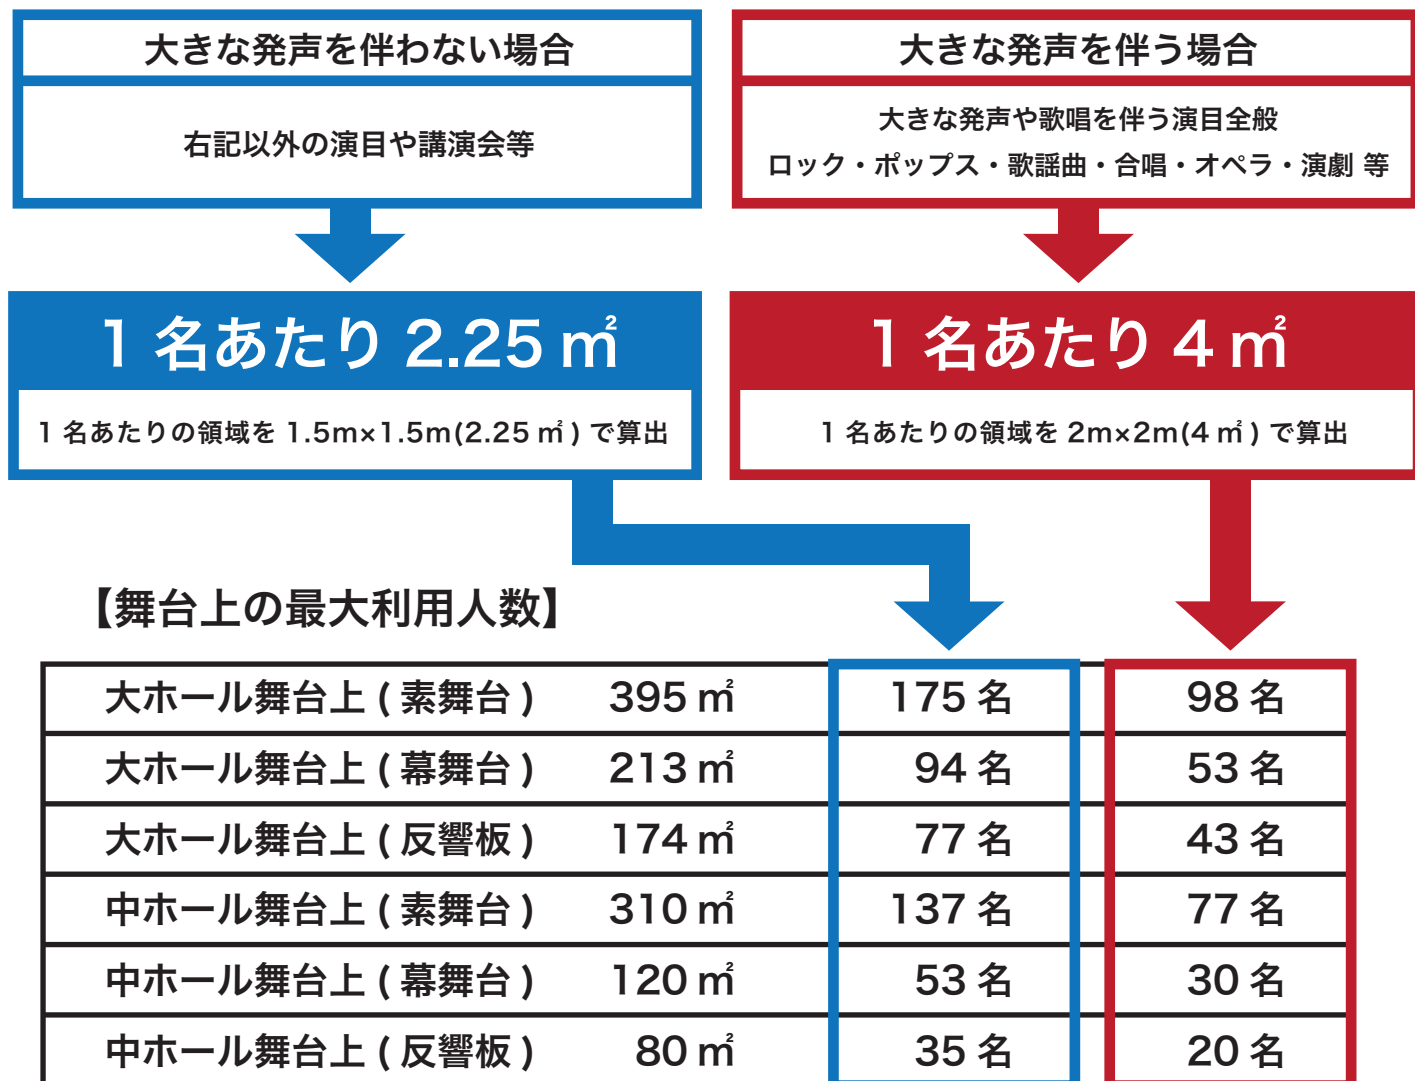 大きな発声を伴わない場合
右記以外の演目や講演会等
大きな発声を伴う場合
大きな発声や歌唱を伴う演目全般
ロック・ポップス・歌謡曲・合唱・オペラ・演劇 等
1 名あたり 2.25 ㎡
1 名あたりの領域を 1.5m×1.5m(2.25 ㎡ ) で算出
1 名あたり 4 ㎡
1 名あたりの領域を 2m×2m(4 ㎡ ) で算出
【舞台上の最大利用人数】
大ホール舞台上 ( 素舞台 ) 395 ㎡ 175 名 98 名
大ホール舞台上 ( 幕舞台 ) 213 ㎡ 94 名 53 名
大ホール舞台上 ( 反響板 ) 174 ㎡ 77 名 43 名
中ホール舞台上 ( 素舞台 ) 310 ㎡ 137 名 77 名
中ホール舞台上 ( 幕舞台 ) 120 ㎡ 53 名 30 名
中ホール舞台上 ( 反響板 ) 80 ㎡ 35 名 20 名